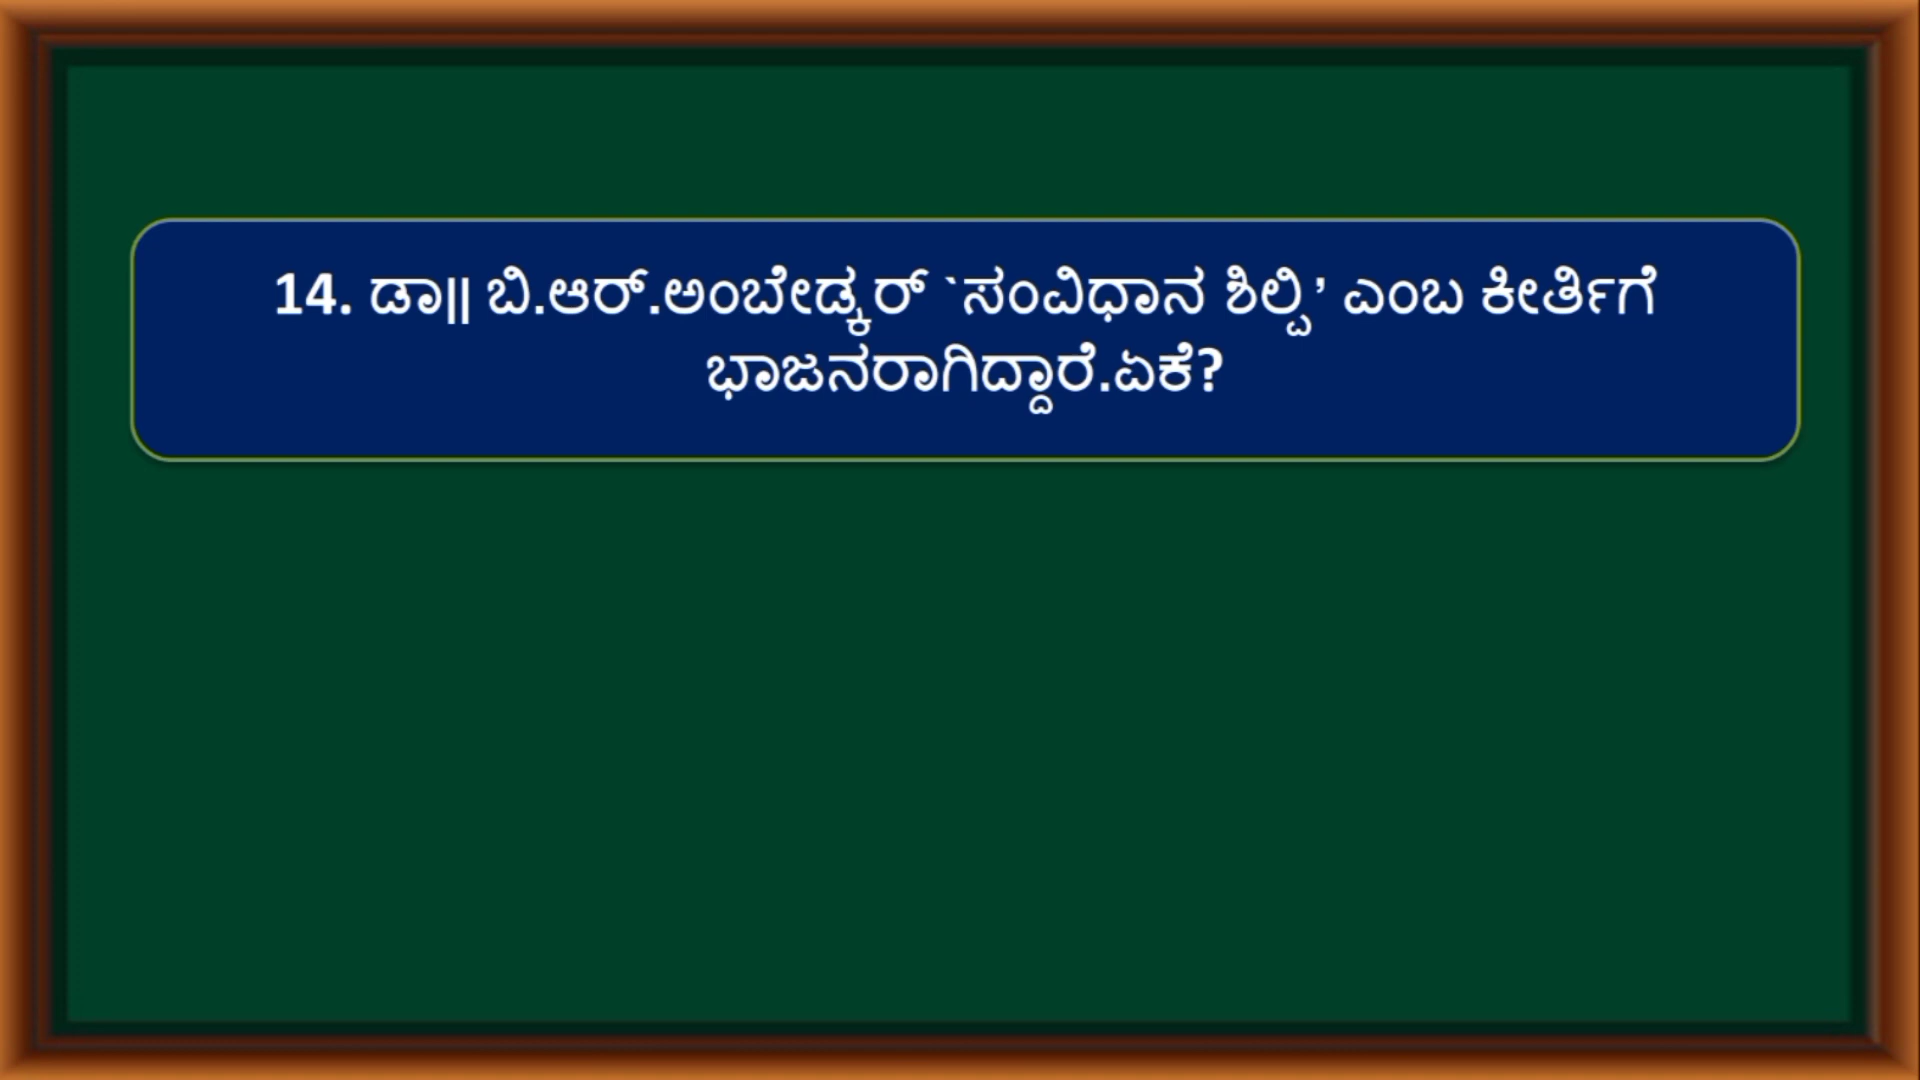 14. ಡಾ|| ಬಿ.ಆರ್.ಅಂಬೇಡ್ಕರ್ `ಸಂವಿಧಾನ ಶಿಲ್ಪಿ’ ಎಂಬ ಕೀರ್ತಿಗೆ
ಭಾಜನರಾಗಿದ್ದಾರೆ.ಏಕೆ?